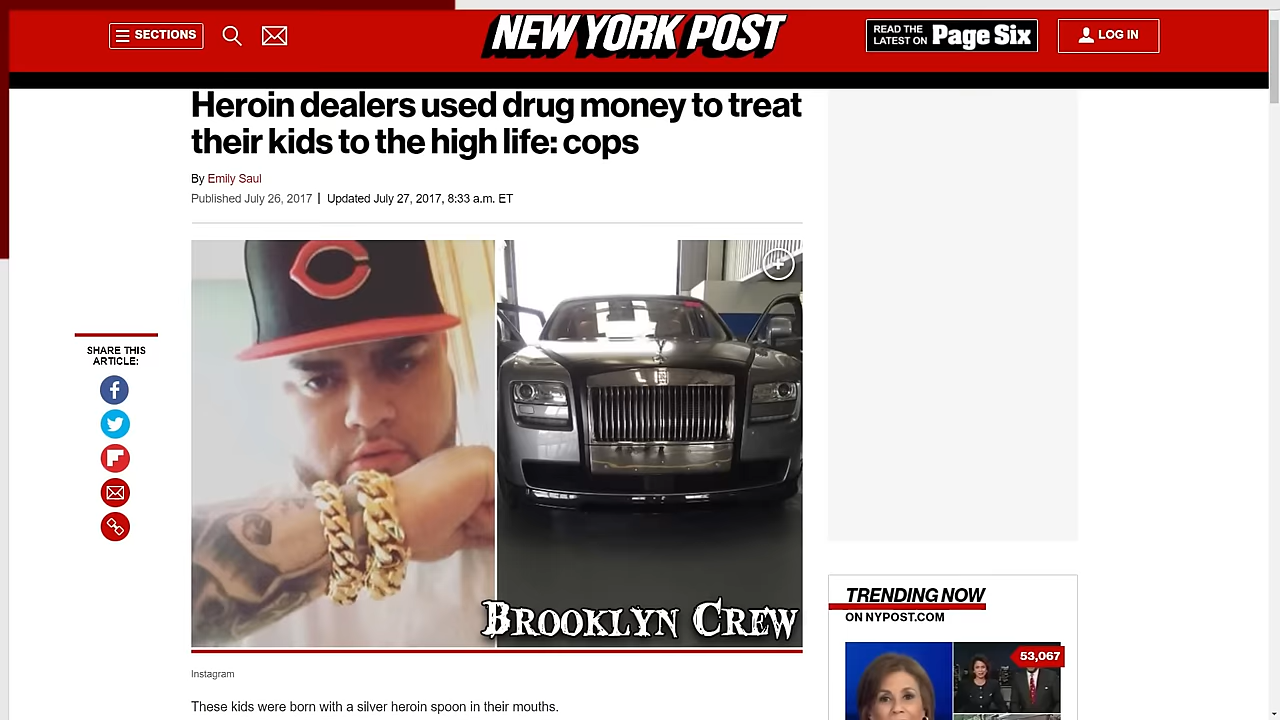 SECTIONS
NEW YORK POST
READ THE
LATEST ON
Page Six
LOG IN
Heroin dealers used drug money to treat
their kids to the high life: cops
By Emily Saul
Published July 26, 2017 | Updated July 27, 2017, 8:33 a.m. ET
SHARE THIS
ARTICLE:
BROOKLYN CREW
Instagram
These kids were born with a silver heroin spoon in their mouths.
TRENDING NOW
ON NYPOST.COM
53,067